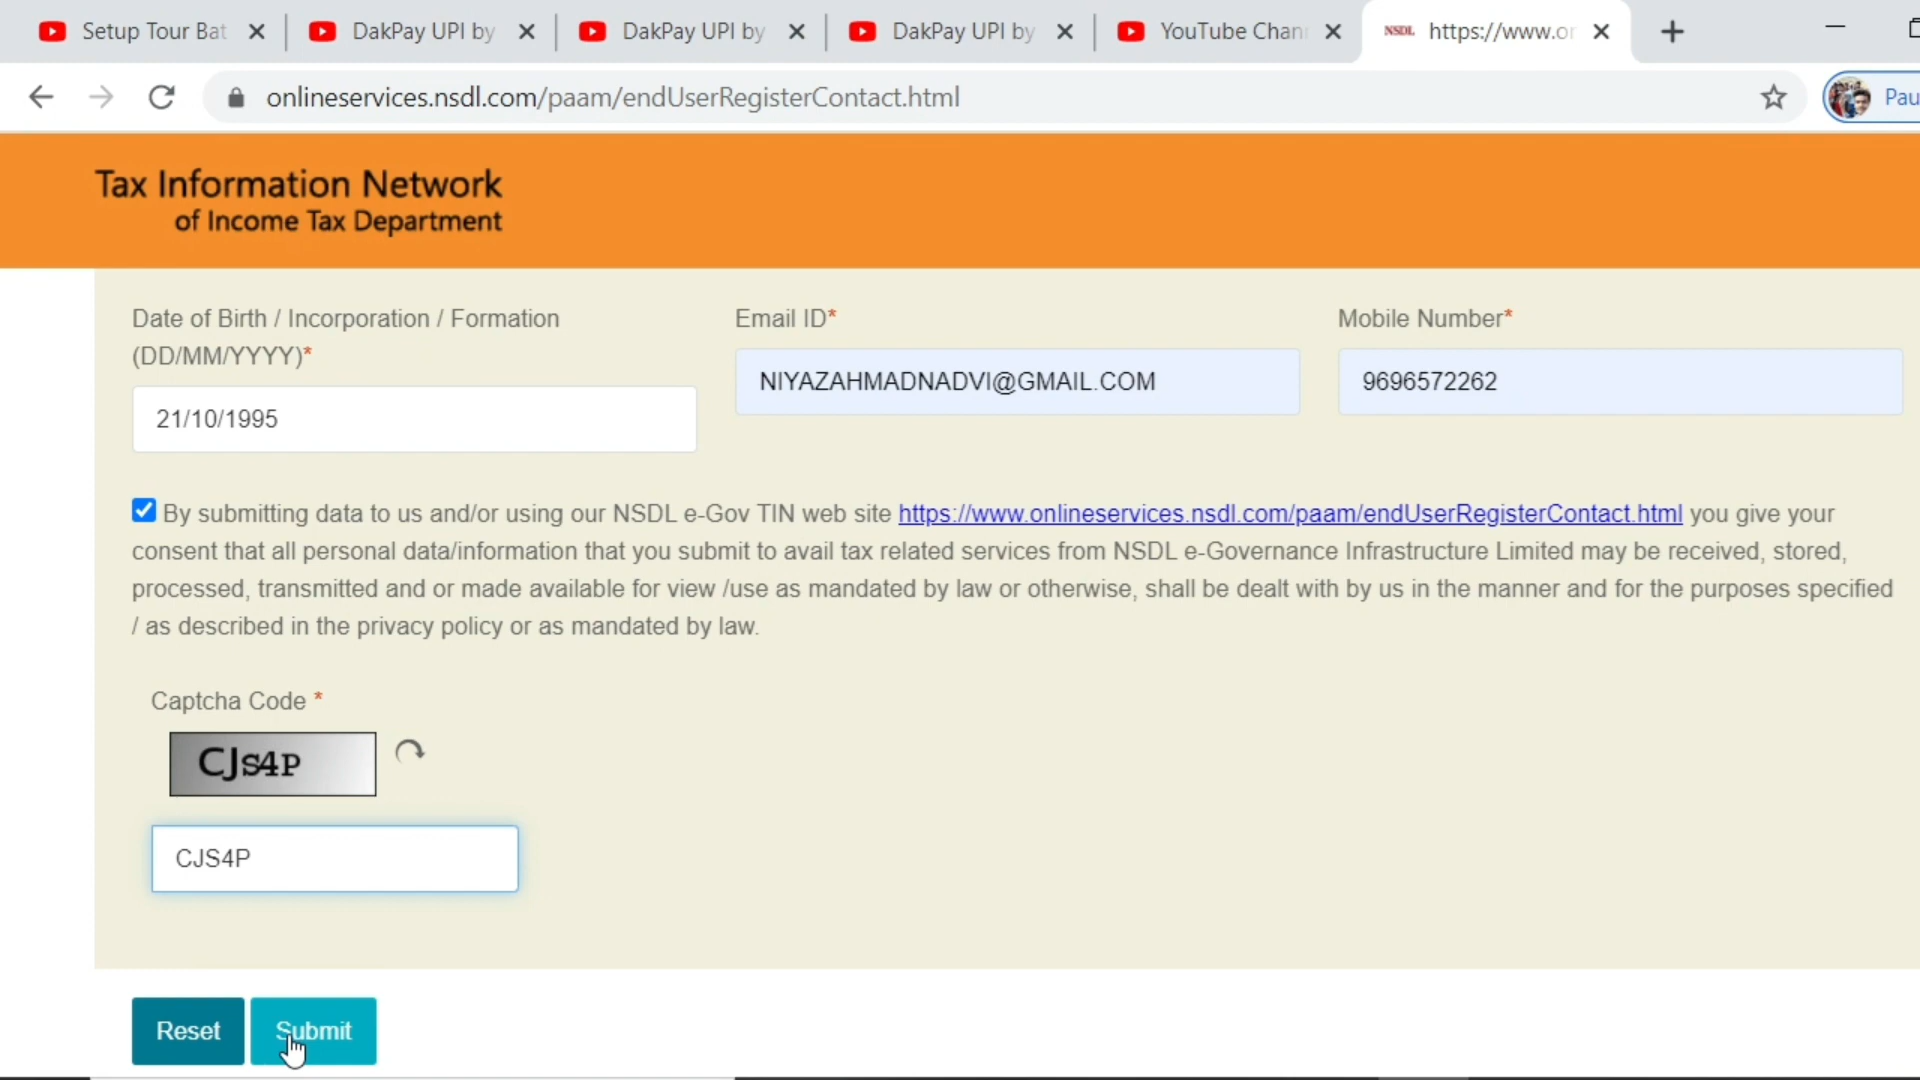 Setup Tour Bat
DakPay UPI by
DakPay UPI by
DakPay UPI by
YouTube Chan
NSDL https://www.or
onlineservices.nsdl.com/paam/endUserRegisterContact.html
Pau
Tax Information Network
of Income Tax Department
Date of Birth / Incorporation / Formation
(DD/MM/YYYY)*
21/10/1995
Email ID*
NIYAZAHMADNADVI@GMAIL.COM
Mobile Number*
9696572262
By submitting data to us and/or using our NSDL e-Gov TIN web site https://www.onlineservices.nsdl.com/paam/endUserRegisterContact.html you give your
consent that all personal data/information that you submit to avail tax related services from NSDL e-Governance Infrastructure Limited may be received, stored,
processed, transmitted and or made available for view /use as mandated by law or otherwise, shall be dealt with by us in the manner and for the purposes specified
/ as described in the privacy policy or as mandated by law.
Captcha Code *
CJS4P
CJS4P
Reset
Submit